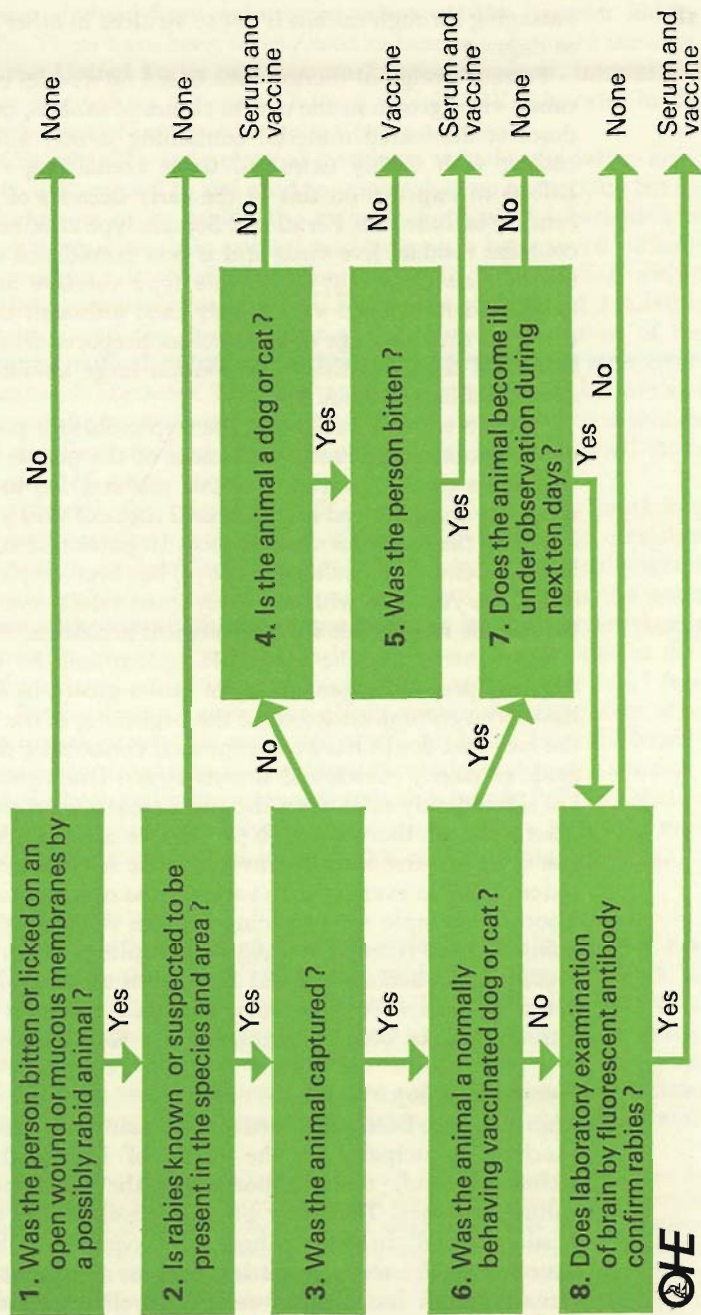 1. Was the person bitten or licked on an
open wound or mucous membranes by
a possibly rabid animal?
No
None
Yes
2. Is rabies known or suspected to be
present in the species and area?
None
Yes
3. Was the animal captured?
No
4. Is the animal a dog or cat?
No
Serum and
vaccine
Yes
5. Was the person bitten?
No
Vaccine
Yes
Serum and
vaccine
Yes
6. Was the animal a normally
behaving vaccinated dog or cat?
Yes
7. Does the animal become ill
under observation during
next ten days?
No
None
Yes
No
8. Does laboratory examination
of brain by fluorescent antibody
confirm rabies?
No
None
Yes
Serum and
vaccine
OHE